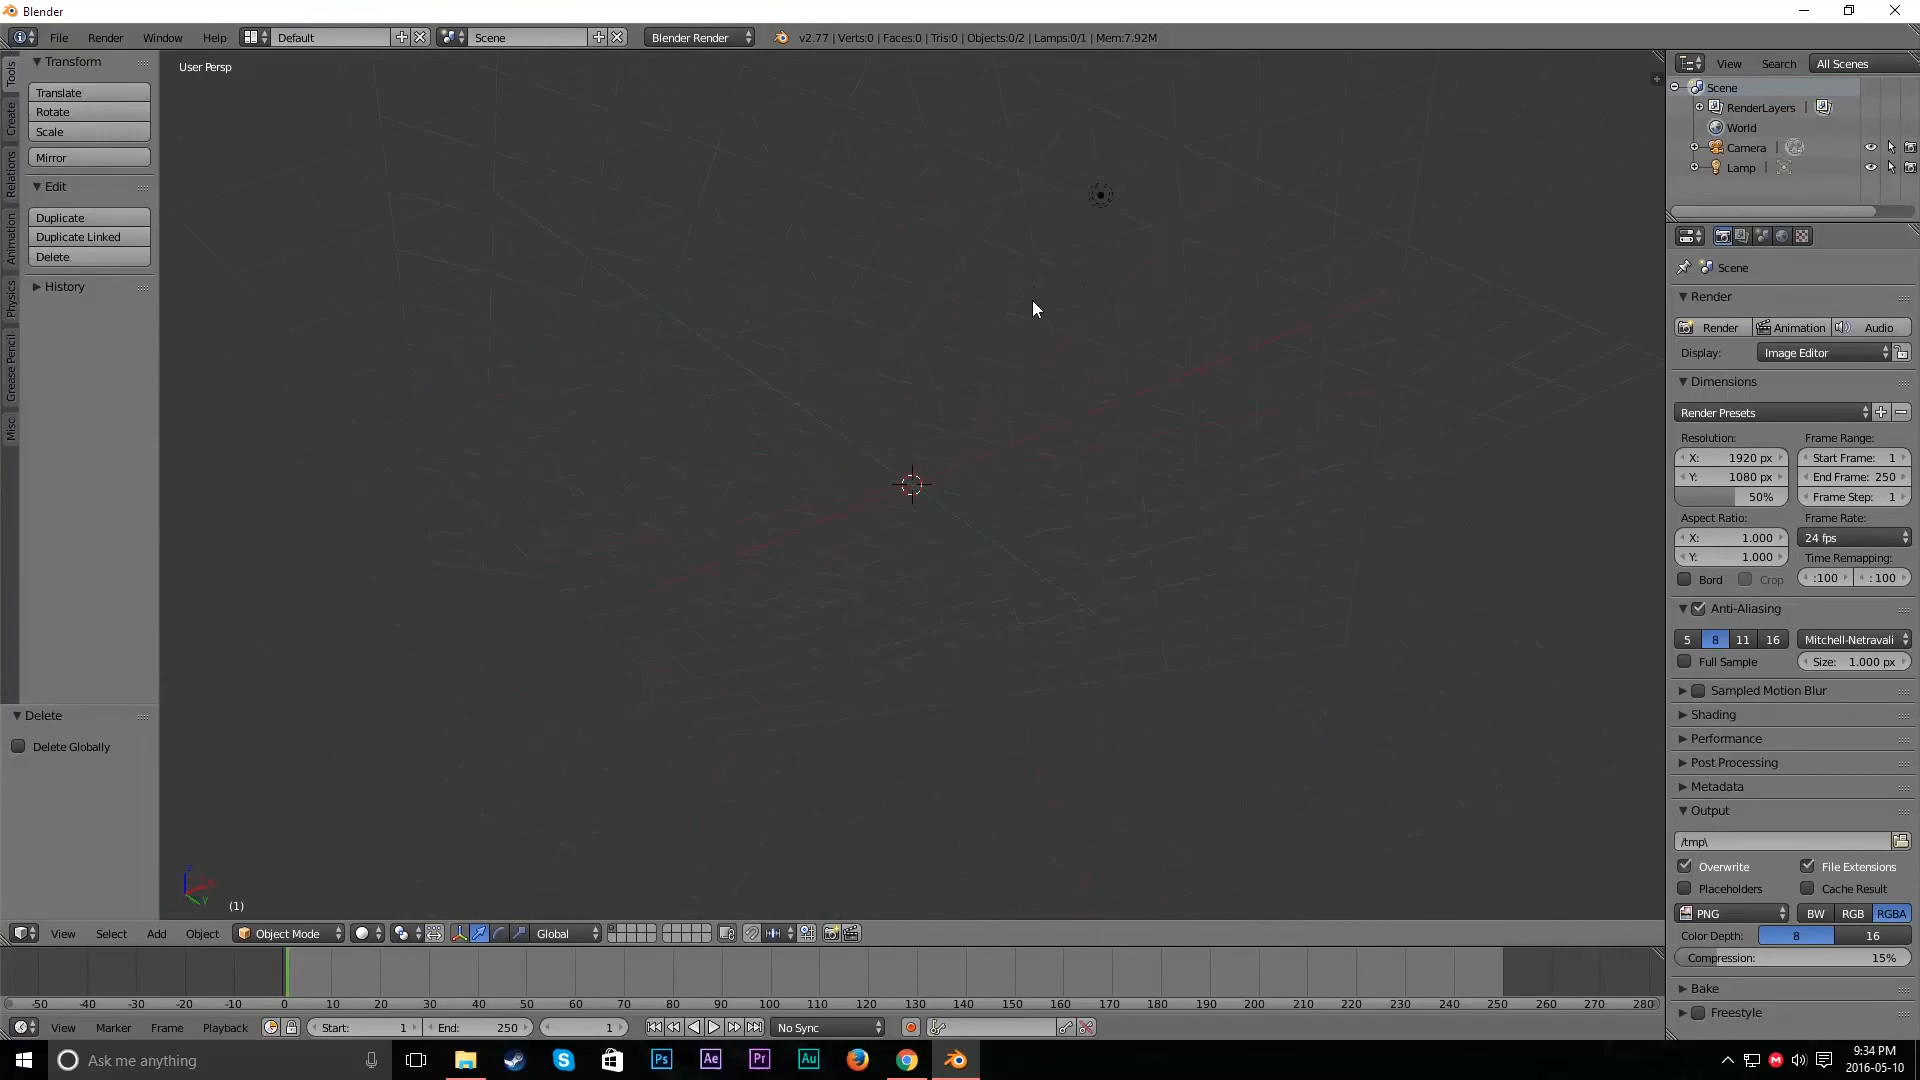 Blender
File Render Window Help Default Scene Blender Render v2.77 | Verts:0 | Faces:0 | Tris:0 | Objects:0/2 | Lamps:0/1 | Mem:7.92M
Tools
Create
Relations
Animation
Physics
Grease Pencil
Misc
Transform
Translate
Rotate
Scale
Mirror
Edit
Duplicate
Duplicate Linked
Delete
History
Delete
Delete Globally
User Persp
(1)
View Search All Scenes
Scene
RenderLayers |
World
Camera |
Lamp |
Scene
Render
Render Animation Audio
Display: Image Editor
Dimensions
Render Presets
Resolution: Frame Range:
X: 1920 px Start Frame: 1
Y: 1080 px End Frame: 250
50% Frame Step: 1
Aspect Ratio: Frame Rate:
X: 1.000 24 fps
Y: 1.000 Time Remapping:
Bord Crop :100 : 100
Anti-Aliasing
5 8 11 16 Mitchell-Netravali
Full Sample Size: 1.000 px
Sampled Motion Blur
Shading
Performance
Post Processing
Metadata
Output
/tmp\
Overwrite File Extensions
Placeholders Cache Result
PNG BW RGB RGBA
Color Depth: 8 16
Compression: 15%
Bake
Freestyle
View Select Add Object Object Mode Global
-50 -40 -30 -20 -10 0 10 20 30 40 50 60 70 80 90 100 110 120 130 140 150 160 170 180 190 200 210 220 230 240 250 260 270 280
View Marker Frame Playback Start: 1 End: 250 1 No Sync
Ask me anything Ps Ae Pr Au 9:34 PM
2016-05-10